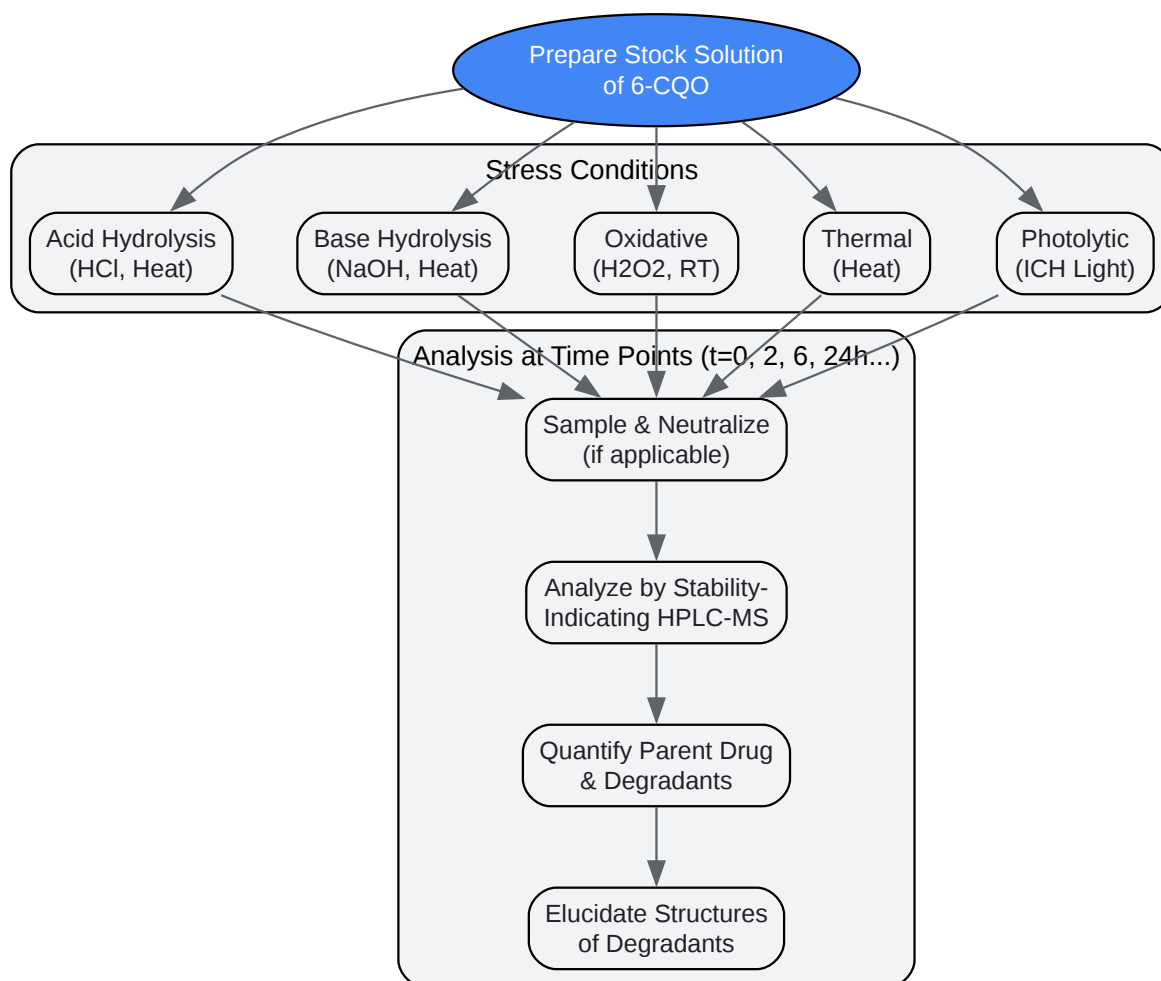 Prepare Stock Solution
of 6-CQO
Stress Conditions
Acid Hydrolysis
(HCl, Heat)
Base Hydrolysis
(NaOH, Heat)
Oxidative
(H2O2, RT)
Thermal
(Heat)
Photolytic
(ICH Light)
Analysis at Time Points (t=0, 2, 6, 24h...)
Sample & Neutralize
(if applicable)
Analyze by Stability-
Indicating HPLC-MS
Quantify Parent Drug
& Degradants
Elucidate Structures
of Degradants